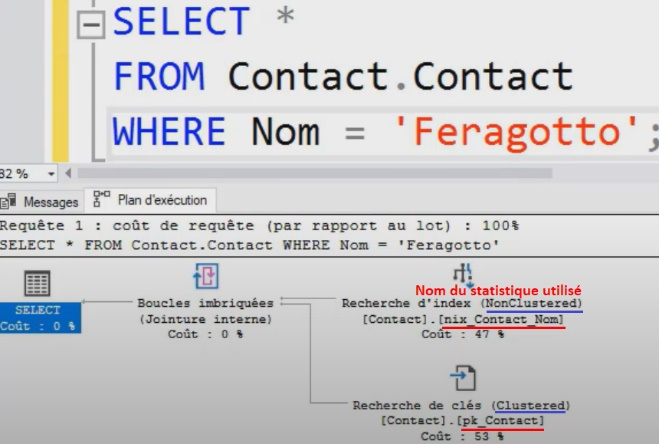 SELECT *
FROM Contact.Contact
WHERE Nom = 'Feragotto';
82 %
Messages Plan d'exécution
Requête 1 : coût de requête (par rapport au lot) : 100%
SELECT * FROM Contact.Contact WHERE Nom = 'Feragotto'
SELECT
Coût : 0 %
Boucles imbriquées
(Jointure interne)
Coût : 0 %
Nom du statistique utilisé
Recherche d'index (NonClustered)
[Contact].[nix_Contact_Nom]
Coût : 47 %
Recherche de clés (Clustered)
[Contact].[pk_Contact]
Coût : 53 %